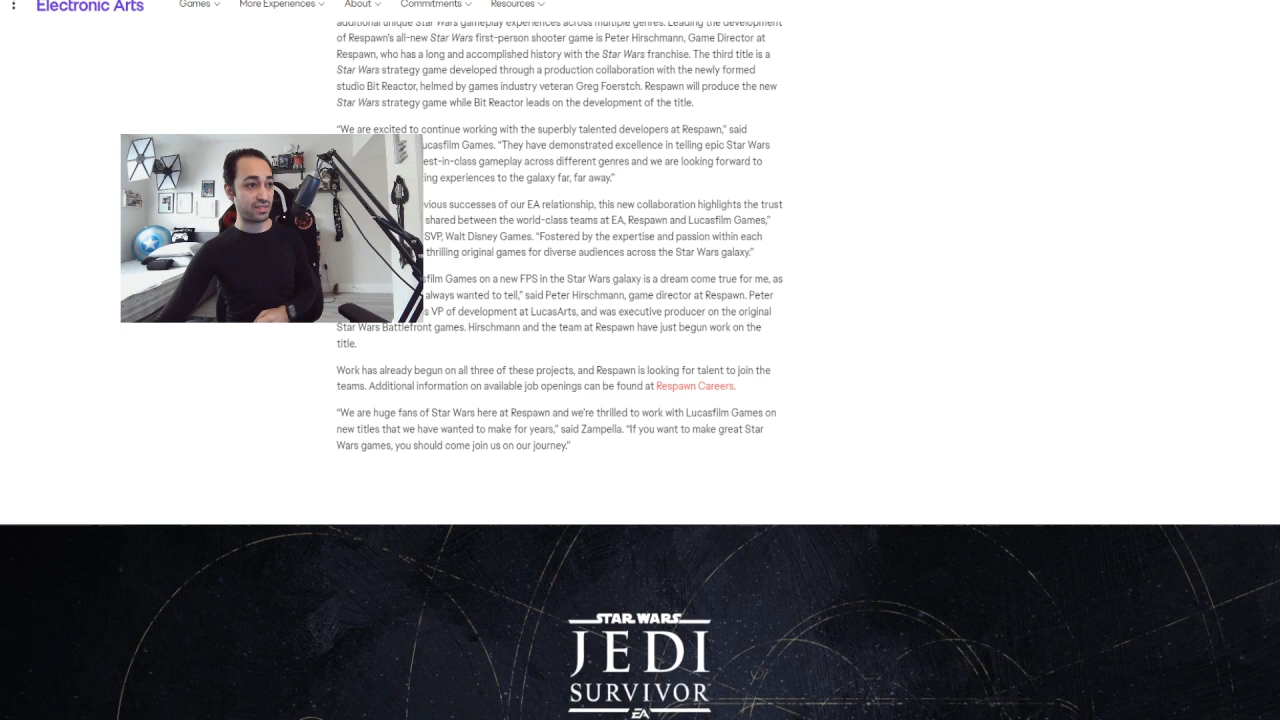 Electronic Arts
Games
More Experiences
About
Commitments
Resources
additional unique Star Wars gameplay experiences across multiple genres. Leading the development
of Respawn's all-new Star Wars first-person shooter game is Peter Hirschmann, Game Director at
Respawn, who has a long and accomplished history with the Star Wars franchise. The third title is a
Star Wars strategy game developed through a production collaboration with the newly formed
studio Bit Reactor, helmed by games industry veteran Greg Foerstch. Respawn will produce the new
Star Wars strategy game while Bit Reactor leads on the development of the title.
“We are excited to continue working with the superbly talented developers at Respawn,” said
ucasfilm Games. “They have demonstrated excellence in telling epic Star Wars
est-in-class gameplay across different genres and we are looking forward to
ing experiences to the galaxy far, far away.”
vious successes of our EA relationship, this new collaboration highlights the trust
shared between the world-class teams at EA, Respawn and Lucasfilm Games,”
SVP, Walt Disney Games. “Fostered by the expertise and passion within each
thrilling original games for diverse audiences across the Star Wars galaxy.”
sfilm Games on a new FPS in the Star Wars galaxy is a dream come true for me, as
always wanted to tell,” said Peter Hirschmann, game director at Respawn. Peter
s VP of development at LucasArts, and was executive producer on the original
Star Wars Battlefront games. Hirschmann and the team at Respawn have just begun work on the
title.
Work has already begun on all three of these projects, and Respawn is looking for talent to join the
teams. Additional information on available job openings can be found at Respawn Careers.
“We are huge fans of Star Wars here at Respawn and we're thrilled to work with Lucasfilm Games on
new titles that we have wanted to make for years,” said Zampella. “If you want to make great Star
Wars games, you should come join us on our journey.”
STAR WARS
JEDI
SURVIVOR
EA